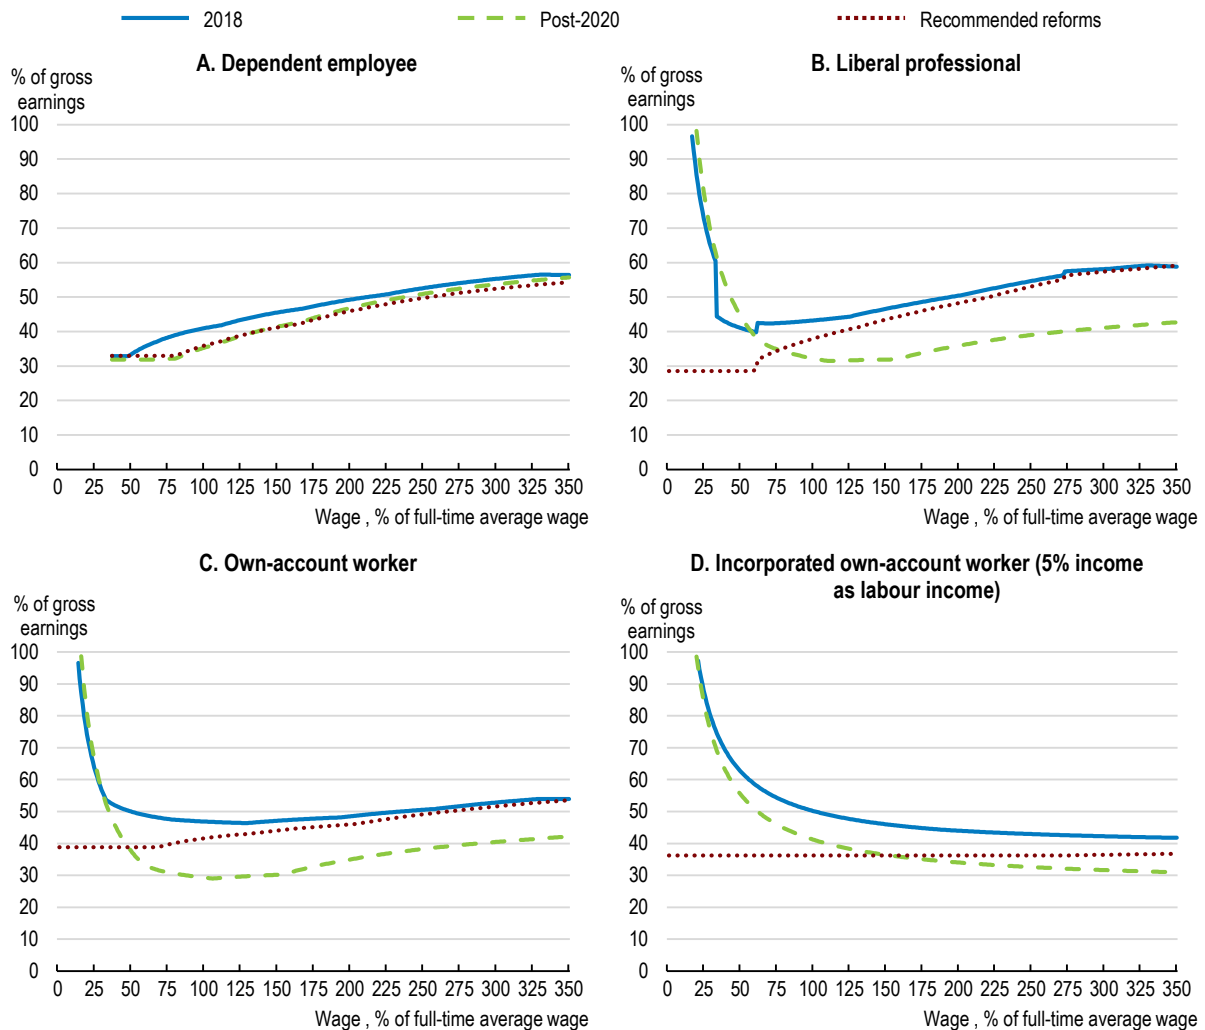 2018
Post-2020
Recommended reforms
A. Dependent employee
% of gross
earnings
100
90
80
70
60
50
40
30
20
10
0
0 25 50 75 100 125 150 175 200 225 250 275 300 325 350
Wage , % of full-time average wage
B. Liberal professional
% of gross
earnings
100
90
80
70
60
50
40
30
20
10
0
0 25 50 75 100 125 150 175 200 225 250 275 300 325 350
Wage , % of full-time average wage
C. Own-account worker
% of gross
earnings
100
90
80
70
60
50
40
30
20
10
0
0 25 50 75 100 125 150 175 200 225 250 275 300 325 350
Wage , % of full-time average wage
D. Incorporated own-account worker (5% income
as labour income)
% of gross
earnings
100
90
80
70
60
50
40
30
20
10
0
0 25 50 75 100 125 150 175 200 225 250 275 300 325 350
Wage , % of full-time average wage